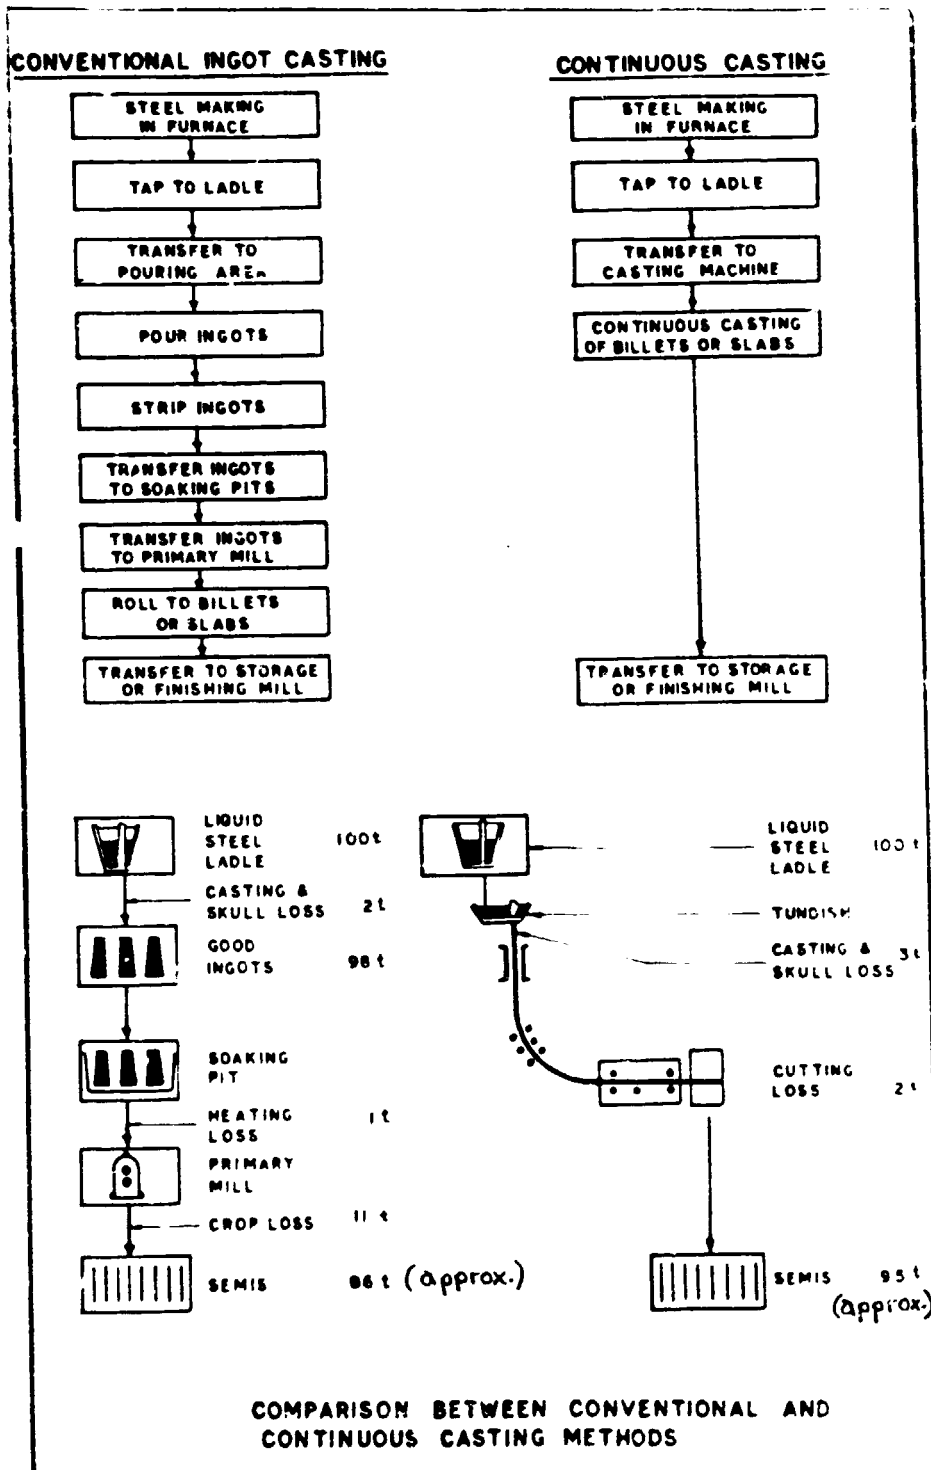 CONVENTIONAL INGOT CASTING
STEEL MAKING
IN FURNACE
TAP TO LADLE
TRANSFER TO
POURING AREA
POUR INGOTS
STRIP INGOTS
TRANSFER INGOTS
TO SOAKING PITS
TRANSFER INGOTS
TO PRIMARY MILL
ROLL TO BILLETS
OR SLABS
TRANSFER TO STORAGE
OR FINISHING MILL
CONTINUOUS CASTING
STEEL MAKING
IN FURNACE
TAP TO LADLE
TRANSFER TO
CASTING MACHINE
CONTINUOUS CASTING
OF BILLETS OR SLABS
TRANSFER TO STORAGE
OR FINISHING MILL
LIQUID
STEEL 100t
LADLE
CASTING &
SKULL LOSS 2t
GOOD
INGOTS 98t
SOAKING
PIT
HEATING 1t
LOSS
PRIMARY
MILL
CROP LOSS 11t
SEMIS 86t (approx.)
LIQUID
STEEL 100t
LADLE
TUNDISH
CASTING & 3t
SKULL LOSS
CUTTING
LOSS 2t
SEMIS 95t
(approx.)
COMPARISON BETWEEN CONVENTIONAL AND
CONTINUOUS CASTING METHODS